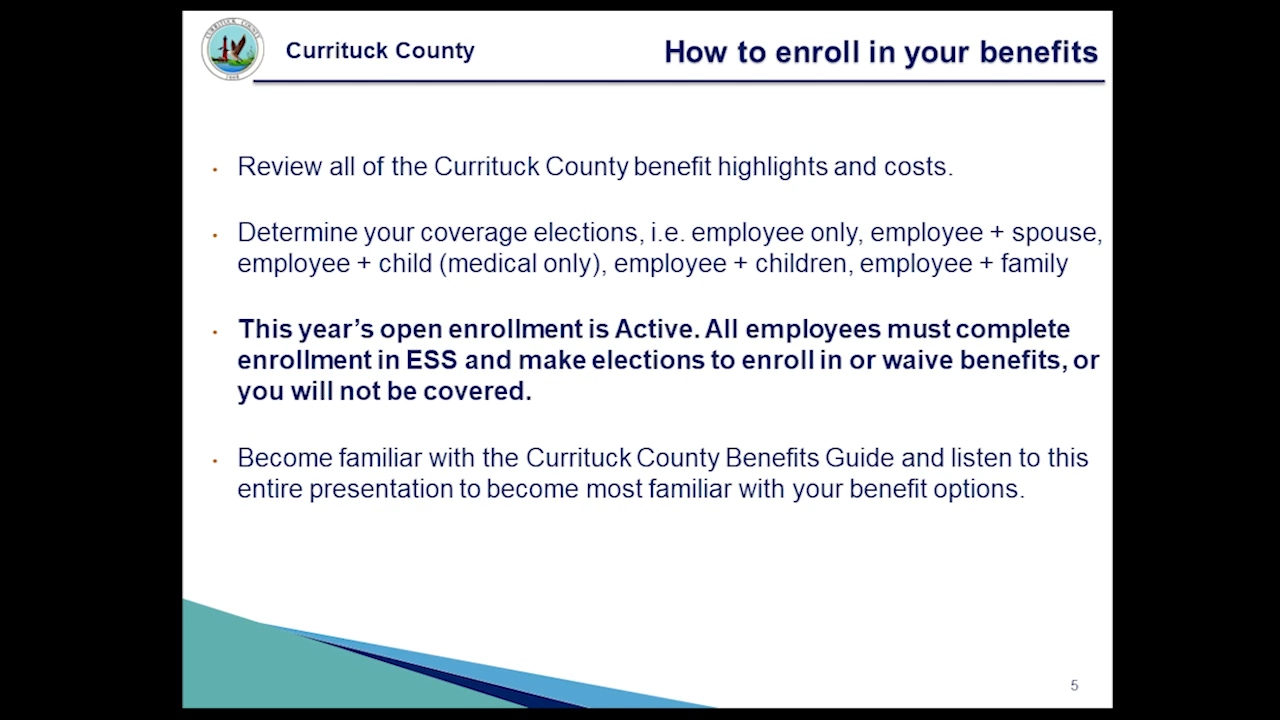 CURRITUCK COUNTY
Currituck County
How to enroll in your benefits
• Review all of the Currituck County benefit highlights and costs.
• Determine your coverage elections, i.e. employee only, employee + spouse,
employee + child (medical only), employee + children, employee + family
• This year’s open enrollment is Active. All employees must complete
enrollment in ESS and make elections to enroll in or waive benefits, or
you will not be covered.
• Become familiar with the Currituck County Benefits Guide and listen to this
entire presentation to become most familiar with your benefit options.
5